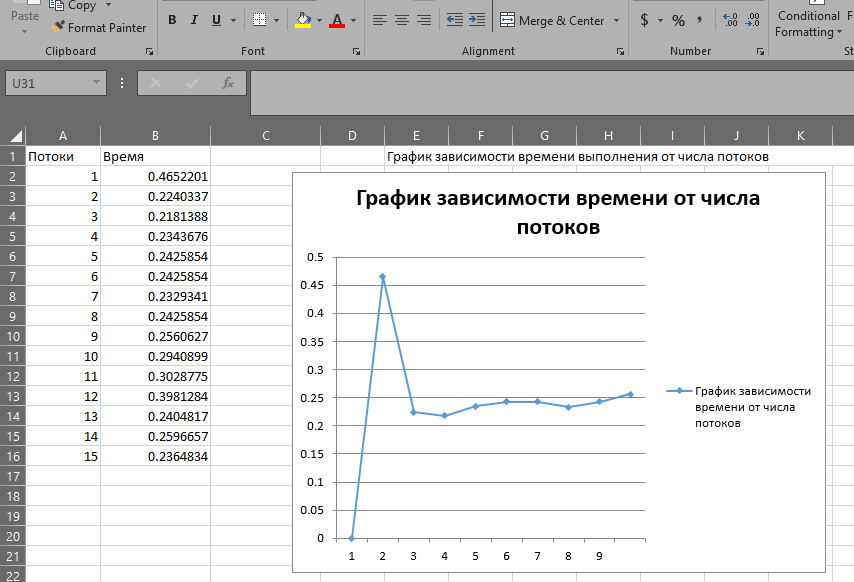 Paste
Copy
Format Painter
Clipboard
B I U
A
Font
Merge & Center
Alignment
$ % ,
.0 .00
.00 .0
Number
Conditional F
Formatting
St
U31
fx
A B C D E F G H I J K
1 Потоки Время График зависимости времени выполнения от числа потоков
2 1 0.4652201
3 2 0.2240337
4 3 0.2181388
5 4 0.2343676
6 5 0.2425854
7 6 0.2425854
8 7 0.2329341
9 8 0.2425854
10 9 0.2560627
11 10 0.2940899
12 11 0.3028775
13 12 0.3981284
14 13 0.2404817
15 14 0.2596657
16 15 0.2364834
17
18
19
20
21
22
График зависимости времени от числа
потоков
0.5
0.45
0.4
0.35
0.3
0.25
0.2
0.15
0.1
0.05
0
1 2 3 4 5 6 7 8 9
График зависимости
времени от числа
потоков